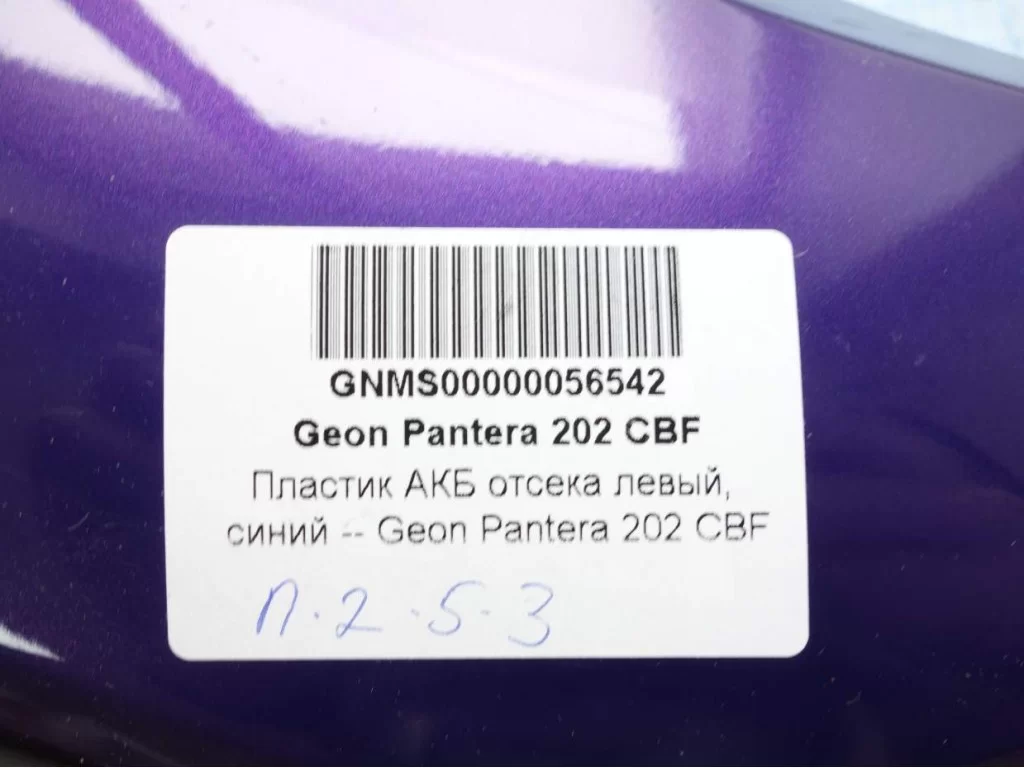 GNMS00000056542
Geon Pantera 202 CBF
Пластик АКБ отсека левый,
синий -- Geon Pantera 202 CBF
П·2·5·3